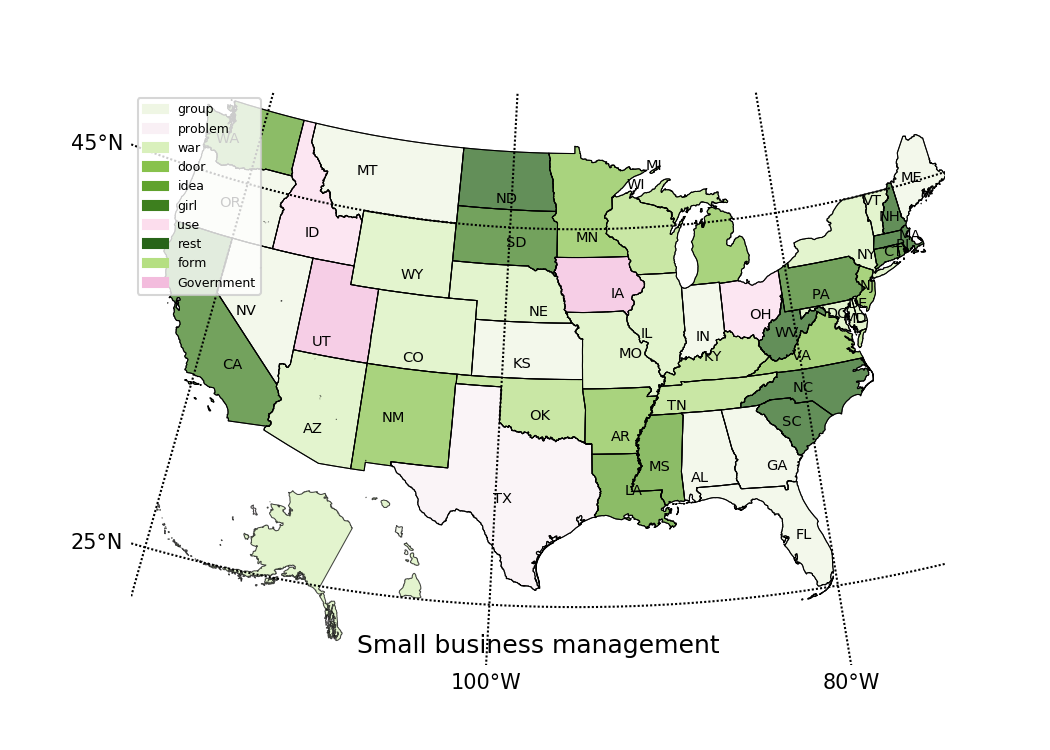 group
problem
war
door
idea
girl
use
rest
form
Government
45°N
25°N
100°W
80°W
WA
OR
CA
NV
ID
MT
WY
UT
CO
AZ
NM
ND
SD
NE
KS
OK
TX
MN
IA
MO
AR
LA
WI
MI
IL
IN
OH
KY
TN
MS
AL
GA
FL
SC
NC
VA
WV
PA
NY
VT
NH
ME
MA
RI
CT
NJ
DE
MD
DC
Small business management